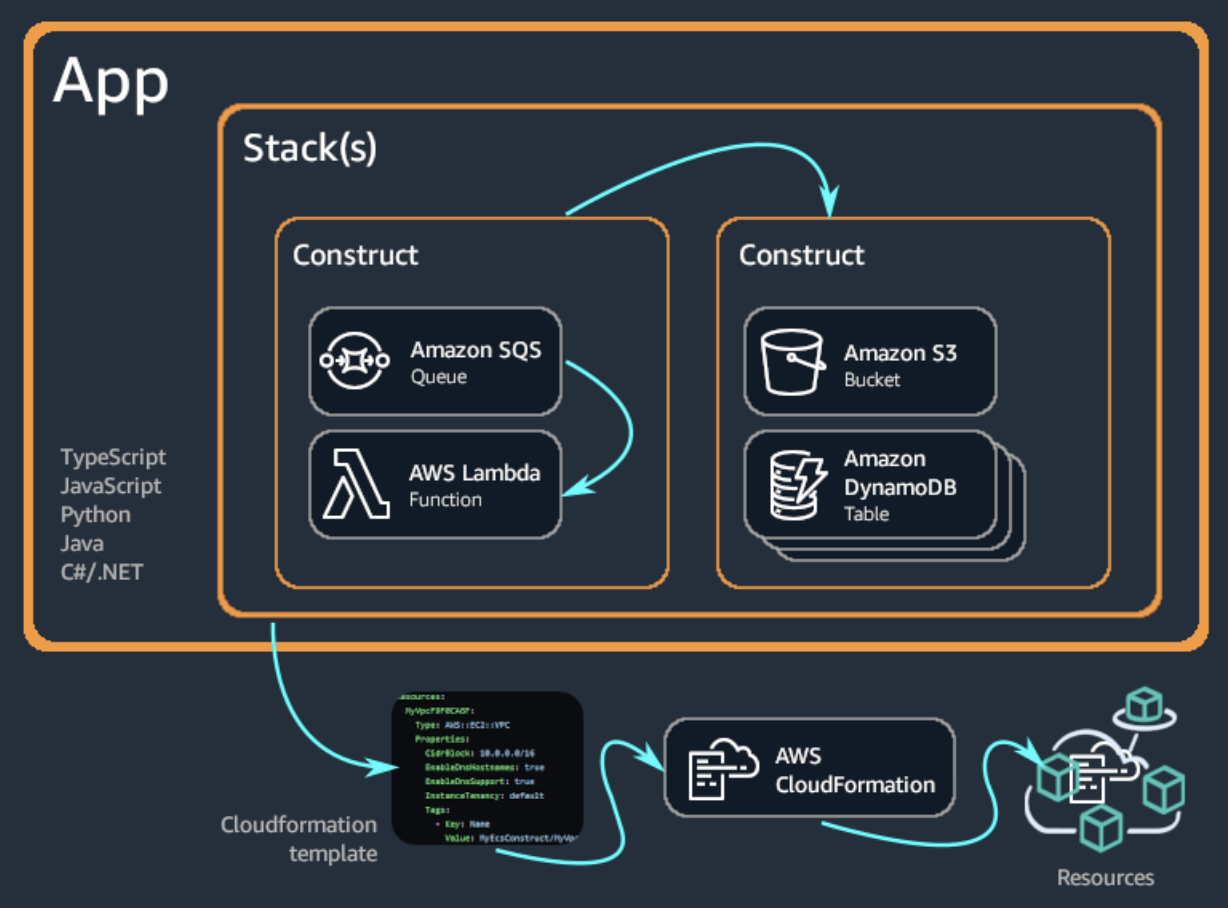 App
Stack(s)
Construct
Amazon SQS
Queue
AWS Lambda
Function
Construct
Amazon S3
Bucket
Amazon
DynamoDB
Table
TypeScript
JavaScript
Python
Java
C#/.NET
esources:
MyVpcF9F0CA6F:
Type: AWS::EC2::VPC
Properties:
CidrBlock: 10.0.0.0/16
EnableDnsHostnames: true
EnableDnsSupport: true
InstanceTenancy: default
Tags:
- Key: Name
Value: MyEcsConstruct/MyVpc
Cloudformation
template
AWS
CloudFormation
Resources